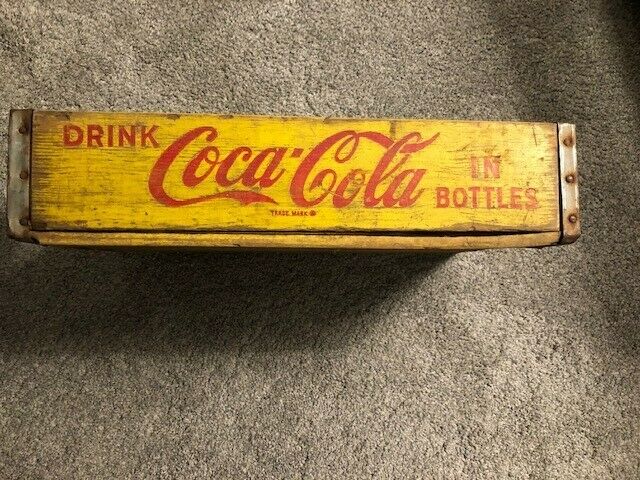 DRINK Coca-Cola IN
BOTTLES
TRADE MARK ®